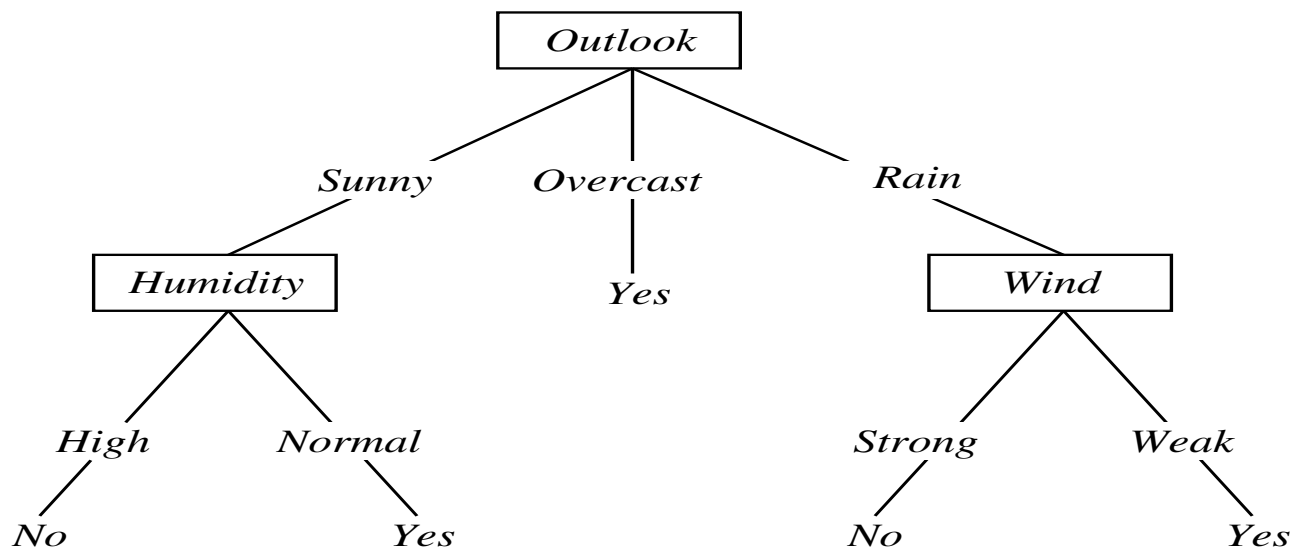 Outlook
Sunny Overcast Rain
Humidity Yes Wind
High Normal Strong Weak
No Yes No Yes